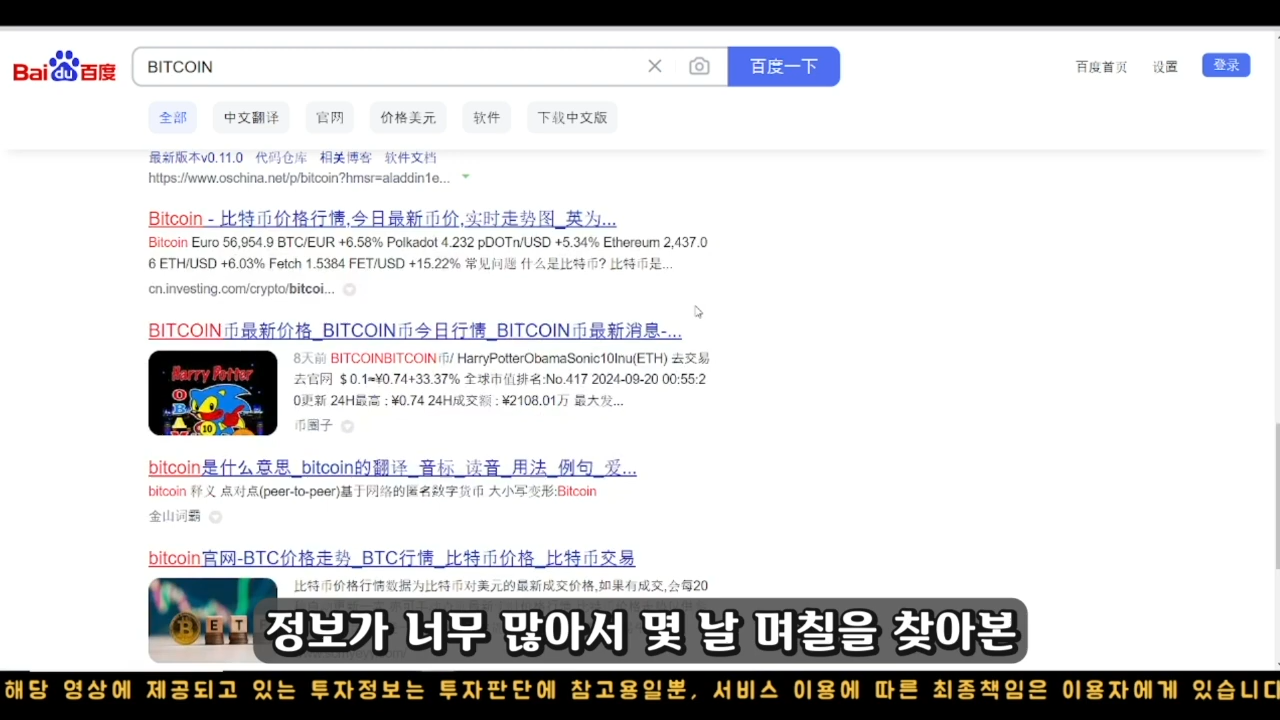 Bai du 百度
BITCOIN
百度一下
百度首页 设置 登录
全部 中文翻译 官网 价格美元 软件 下载中文版
最新版本v0.11.0 代码仓库 相关博客 软件文档
https://www.oschina.net/p/bitcoin?hmsr=aladdin1e...
Bitcoin - 比特币价格行情,今日最新币价,实时走势图_英为...
Bitcoin Euro 56,954.9 BTC/EUR +6.58% Polkadot 4.232 pDOTn/USD +5.34% Ethereum 2,437.0
6 ETH/USD +6.03% Fetch 1.5384 FET/USD +15.22% 常见问题 什么是比特币? 比特币是...
cn.investing.com/crypto/bitcoi...
BITCOIN币最新价格_BITCOIN币今日行情_BITCOIN币最新消息-...
Harry Potter
OBA
10
8天前 BITCOINBITCOIN币/ HarryPotterObamaSonic10Inu(ETH) 去交易
去官网 $0.1≈¥0.74+33.37% 全球市值排名:No.417 2024-09-20 00:55:2
0更新 24H最高 : ¥0.74 24H成交额 : ¥2108.01万 最大发...
币圈子
bitcoin是什么意思_bitcoin的翻译_音标_读音_用法_例句_爱...
bitcoin 释义 点对点(peer-to-peer)基于网络的匿名数字货币 大小写变形:Bitcoin
金山词霸
bitcoin官网-BTC价格走势_BTC行情_比特币价格_比特币交易
E T
比特币价格行情数据为比特币对美元的最新成交价格,如果有成交,会每20
정보가 너무 많아서 몇 날 며칠을 찾아본
해당 영상에 제공되고 있는 투자정보는 투자판단에 참고용일뿐, 서비스 이용에 따른 최종책임은 이용자에게 있습니다